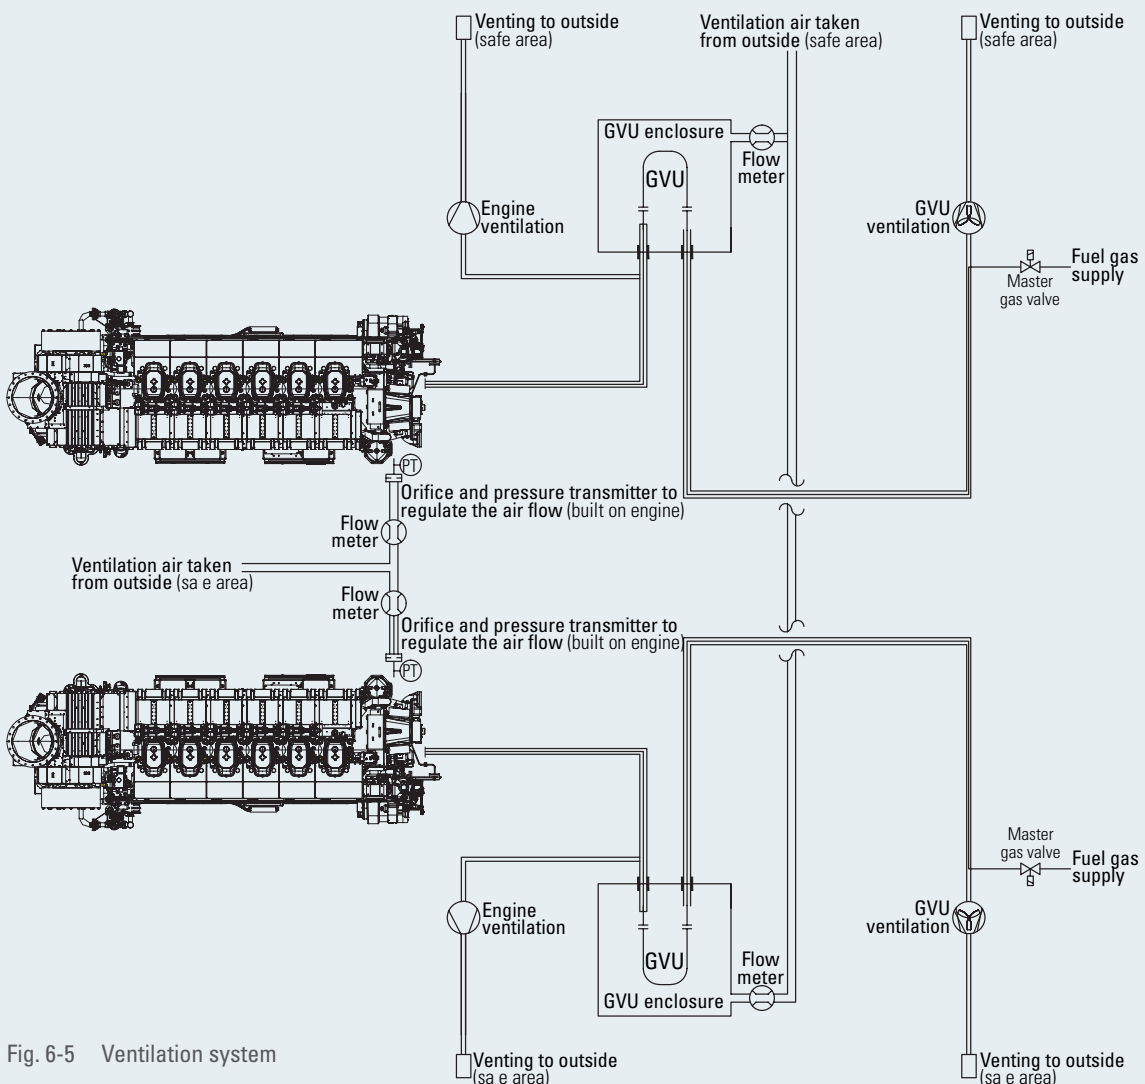 Venting to outside
(safe area)
Ventilation air taken
from outside (safe area)
Venting to outside
(safe area)
GVU enclosure
GVU
Flow
meter
Engine
ventilation
GVU
ventilation
Fuel gas
supply
Master
gas valve
PT
Orifice and pressure transmitter to
regulate the air flow (built on engine)
Flow
meter
Ventilation air taken
from outside (sa e area)
Flow
meter
Orifice and pressure transmitter to
regulate the air flow (built on engine)
PT
Master
gas valve
Fuel gas
supply
Engine
ventilation
GVU
ventilation
GVU
Flow
meter
GVU enclosure
Fig. 6-5 Ventilation system
Venting to outside
(sa e area)
Venting to outside
(sa e area)